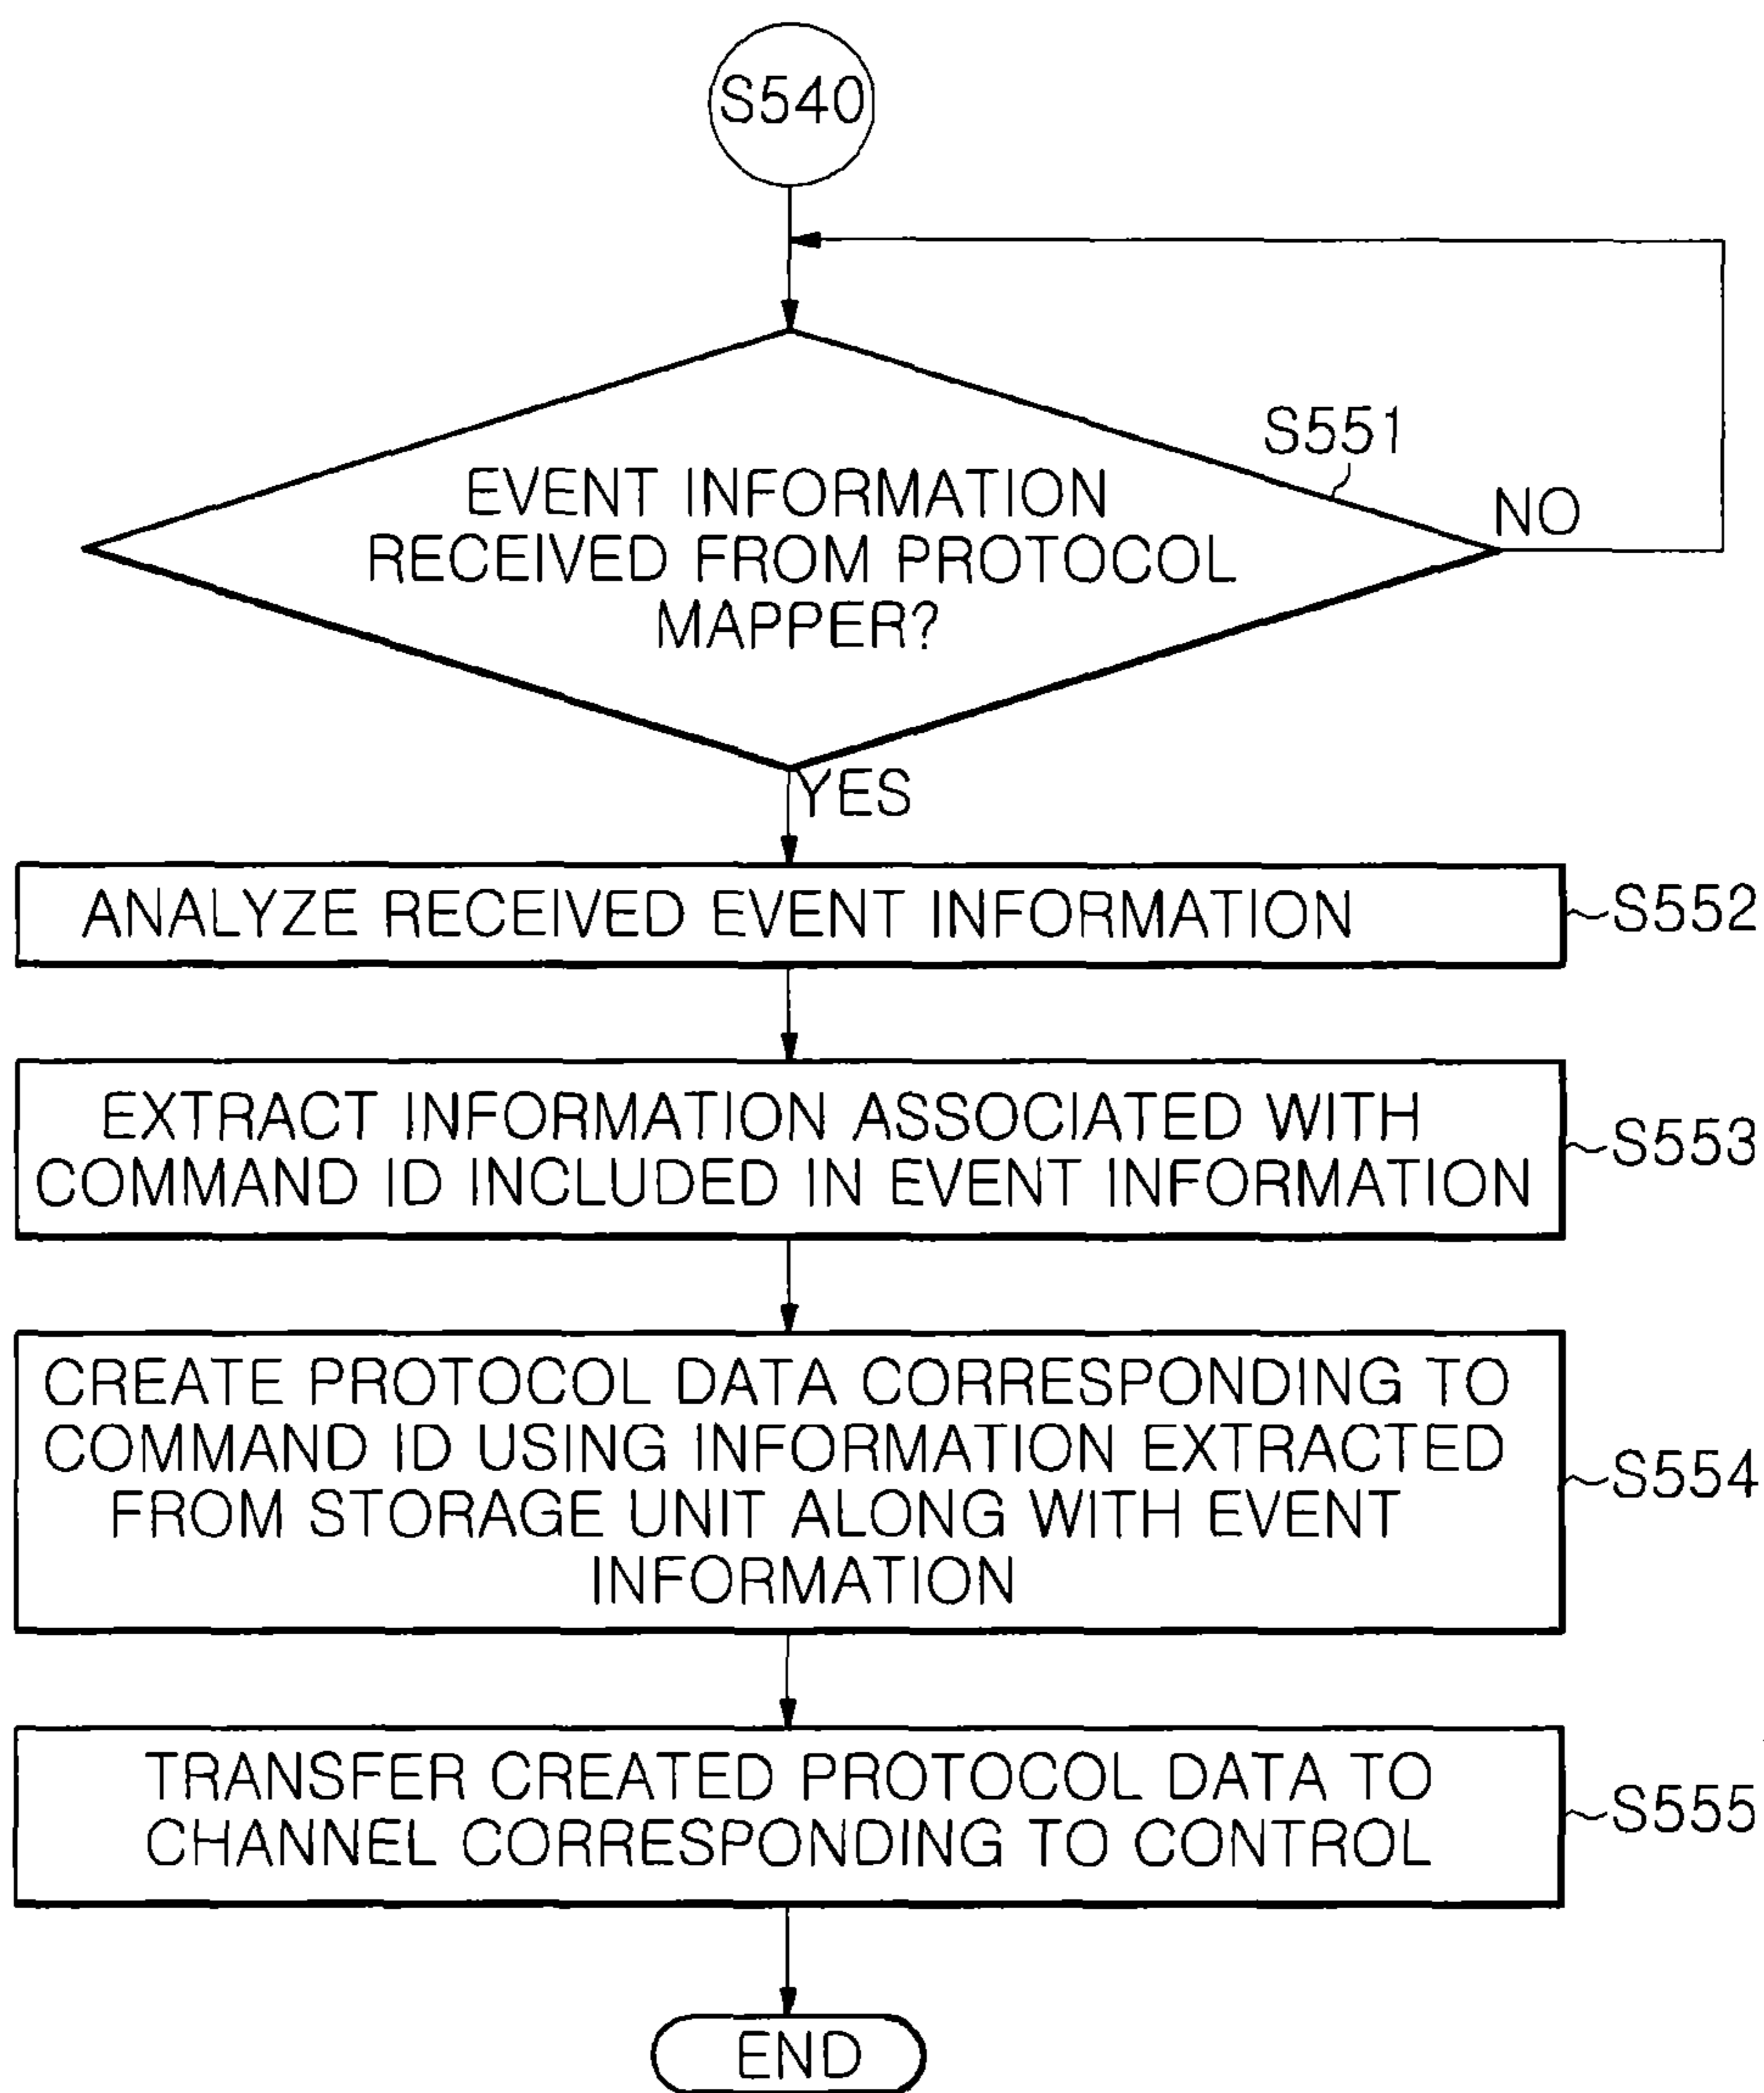 S540
S551
EVENT INFORMATION
RECEIVED FROM PROTOCOL
MAPPER?
NO
YES
ANALYZE RECEIVED EVENT INFORMATION
S552
EXTRACT INFORMATION ASSOCIATED WITH
COMMAND ID INCLUDED IN EVENT INFORMATION
S553
CREATE PROTOCOL DATA CORRESPONDING TO
COMMAND ID USING INFORMATION EXTRACTED
FROM STORAGE UNIT ALONG WITH EVENT
INFORMATION
S554
TRANSFER CREATED PROTOCOL DATA TO
CHANNEL CORRESPONDING TO CONTROL
S555
END